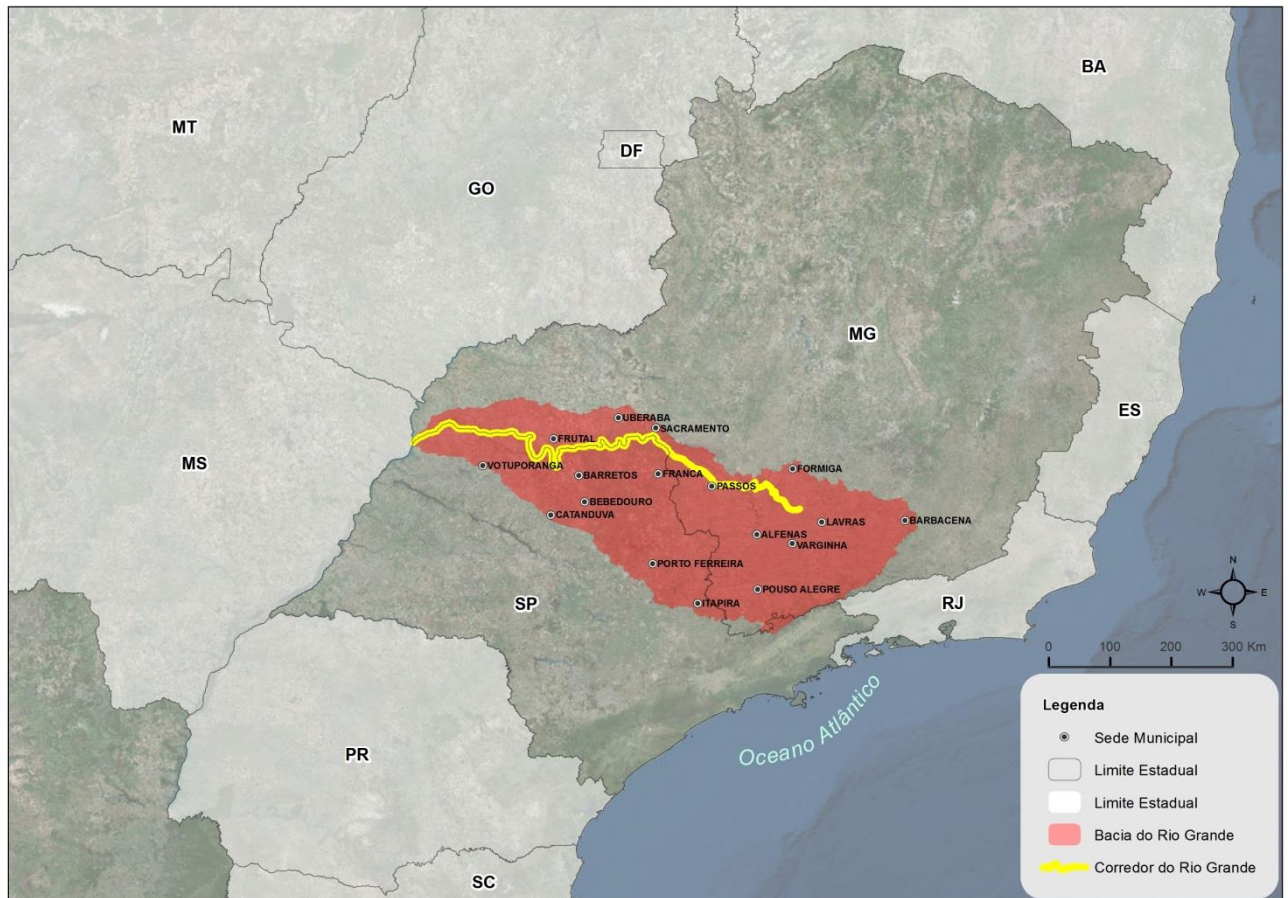 BA
MT
DF
GO
MG
ES
MS
UBERABA
SACRAMENTO
FRUTAL
VOTUPORANGA
BARRETOS
FRANCA
FORMIGA
PASSOS
BEBEDOURO
CATANDUVA
LAVRAS
BARBACENA
ALFENAS
VARGINHA
PORTO FERREIRA
POUSO ALEGRE
ITAPIRA
SP
RJ
N
W E
S
0 100 200 300 Km
Oceano Atlântico
PR
SC
Legenda
Sede Municipal
Limite Estadual
Limite Estadual
Bacia do Rio Grande
Corredor do Rio Grande